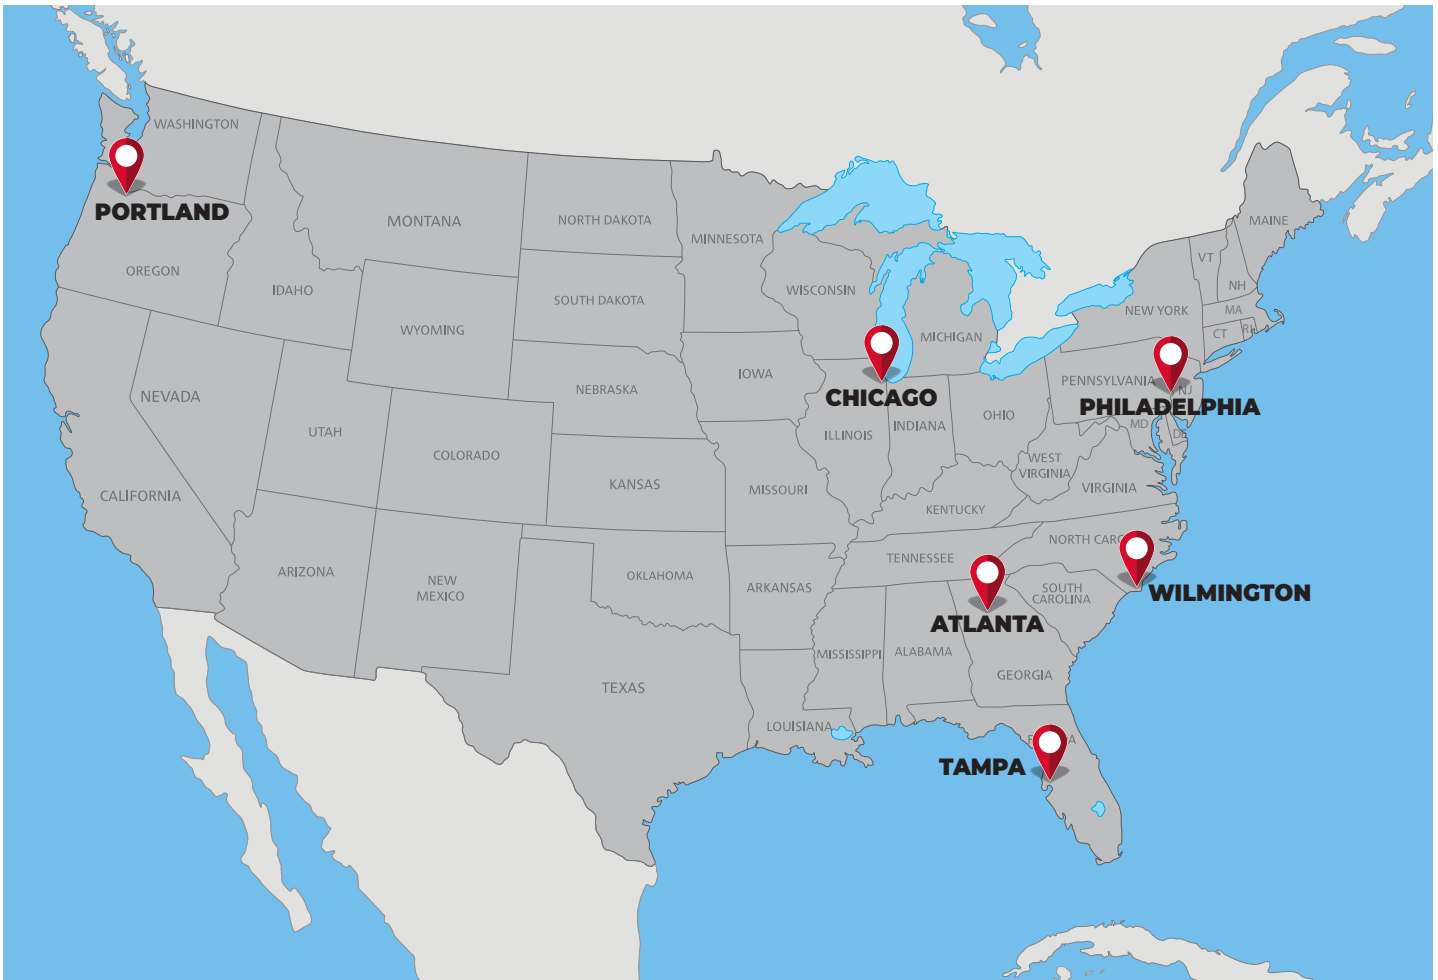 WASHINGTON
PORTLAND
MONTANA
NORTH DAKOTA
MINNESOTA
MAINE
OREGON
IDAHO
SOUTH DAKOTA
WISCONSIN
VT
NH
WYOMING
MICHIGAN
NEW YORK
MA
CT
RI
NEVADA
NEBRASKA
IOWA
CHICAGO
PENNSYLVANIA
NJ
PHILADELPHIA
UTAH
COLORADO
ILLINOIS
INDIANA
OHIO
MD
DE
CALIFORNIA
KANSAS
MISSOURI
WEST
VIRGINIA
VIRGINIA
KENTUCKY
ARIZONA
NEW
MEXICO
OKLAHOMA
ARKANSAS
TENNESSEE
NORTH CARO
SOUTH
CAROLINA
WILMINGTON
ATLANTA
TEXAS
MISSISSIPPI
ALABAMA
GEORGIA
LOUISIANA
TAMPA